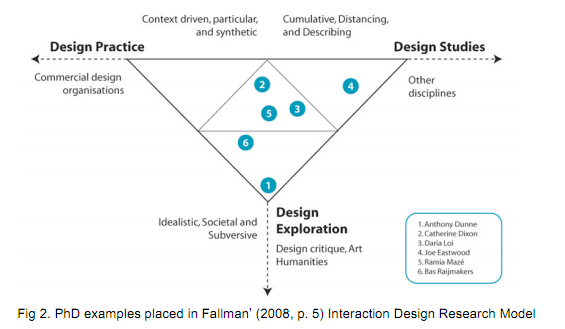 Context driven, particular,
and synthetic
Cumulative, Distancing,
and Describing
Design Practice
Design Studies
Commercial design
organisations
Other
disciplines
2
4
5
3
6
1
Idealistic, Societal and
Subversive
Design
Exploration
Design critique, Art
Humanities
1. Anthony Dunne
2. Catherine Dixon
3. Daria Loi
4. Joe Eastwood
5. Ramia Mazé
6. Bas Raijmakers
Fig 2. PhD examples placed in Fallman' (2008, p. 5) Interaction Design Research Model